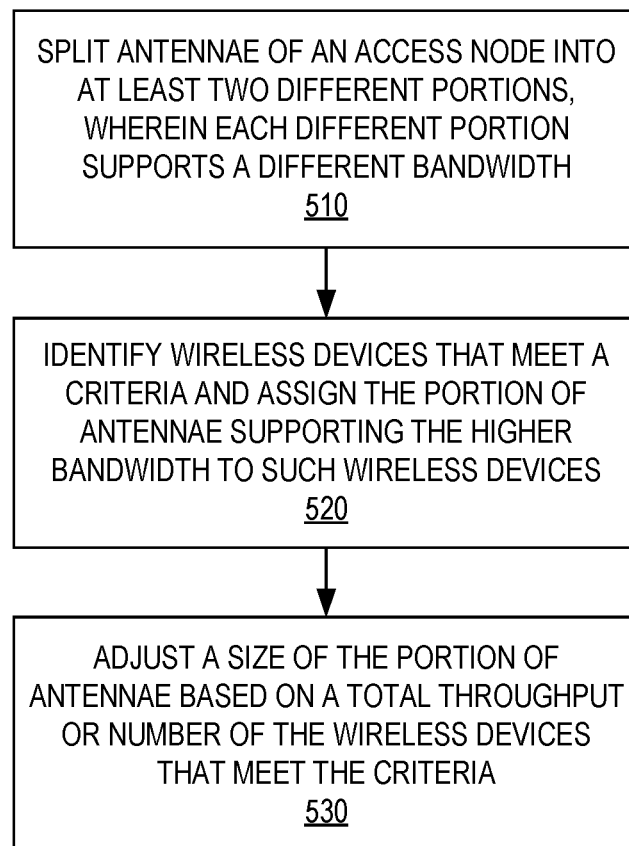 SPLIT ANTENNAE OF AN ACCESS NODE INTO
AT LEAST TWO DIFFERENT PORTIONS,
WHEREIN EACH DIFFERENT PORTION
SUPPORTS A DIFFERENT BANDWIDTH
510
IDENTIFY WIRELESS DEVICES THAT MEET A
CRITERIA AND ASSIGN THE PORTION OF
ANTENNAE SUPPORTING THE HIGHER
BANDWIDTH TO SUCH WIRELESS DEVICES
520
ADJUST A SIZE OF THE PORTION OF
ANTENNAE BASED ON A TOTAL THROUGHPUT
OR NUMBER OF THE WIRELESS DEVICES
THAT MEET THE CRITERIA
530